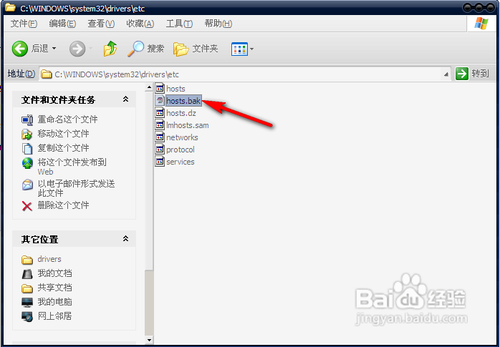 C:\WINDOWS\system32\drivers\etc
文件(F) 编辑(E) 查看(V) 收藏(A) 工具(T) 帮助(H)
后退 搜索 文件夹
地址(D) C:\WINDOWS\system32\drivers\etc 转到
文件和文件夹任务
重命名这个文件
移动这个文件
复制这个文件
将这个文件发布到
Web
以电子邮件形式发送
此文件
删除这个文件
其它位置
drivers
我的文档
共享文档
我的电脑
网上邻居
hosts
hosts.bak
hosts.dz
lmhosts.sam
networks
protocol
services
Baidu经验
jingyan.baidu.com